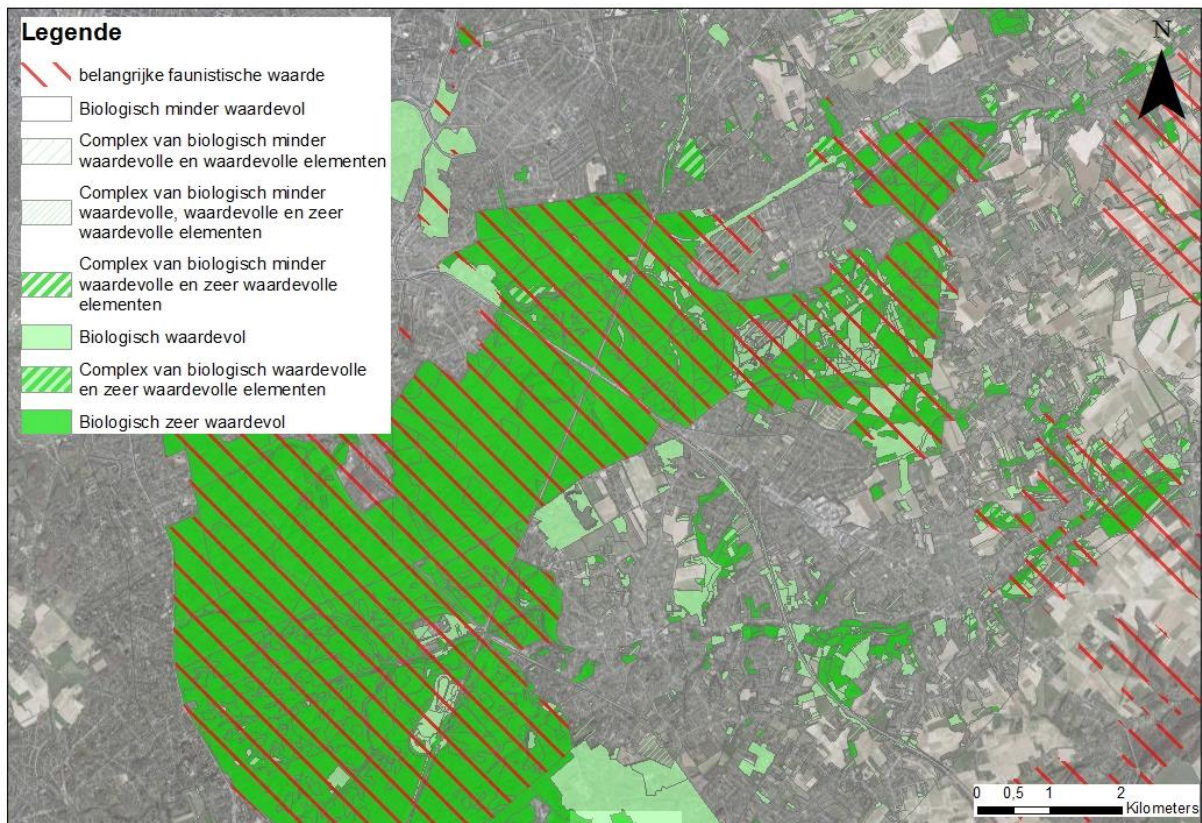 Legende
belangrijke faunistische waarde
Biologisch minder waardevol
Complex van biologisch minder
waardevolle en waardevolle elementen
Complex van biologisch minder
waardevolle, waardevolle en zeer
waardevolle elementen
Complex van biologisch minder
waardevolle en zeer waardevolle
elementen
Biologisch waardevol
Complex van biologisch waardevolle
en zeer waardevolle elementen
Biologisch zeer waardevol
N
0 0,5 1 2
Kilometers